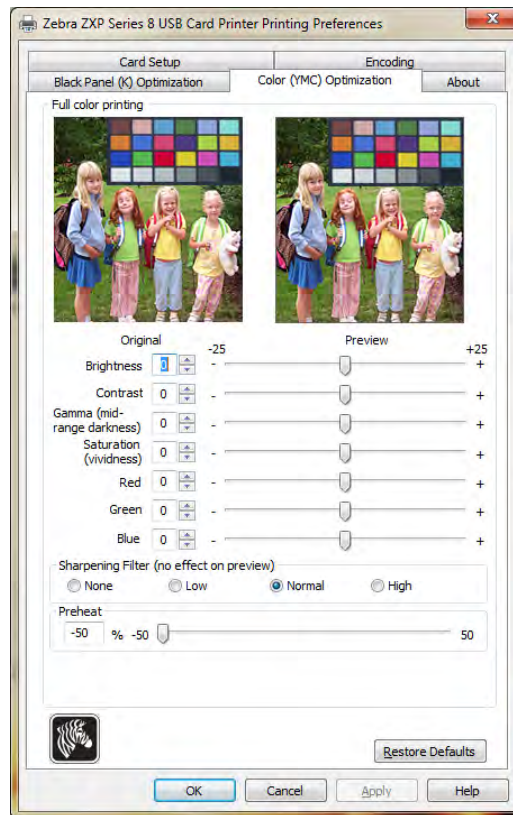 Zebra ZXP Series 8 USB Card Printer Printing Preferences
Card Setup
Encoding
Black Panel (K) Optimization
Color (YMC) Optimization
About
Full color printing
Original
Preview
-25
+25
Brightness 0 - +
Contrast 0 - +
Gamma (mid-
range darkness) 0 - +
Saturation
(vividness) 0 - +
Red 0 - +
Green 0 - +
Blue 0 - +
Sharpening Filter (no effect on preview)
None
Low
Normal
High
Preheat
-50 % -50 50
Restore Defaults
OK
Cancel
Apply
Help